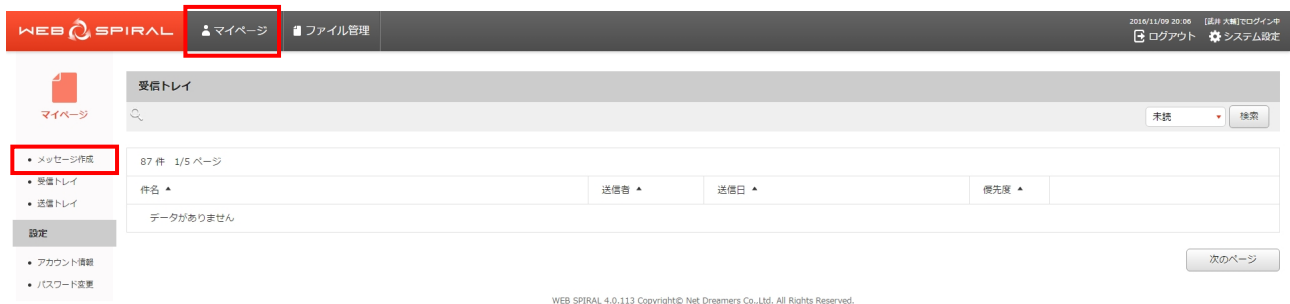 WEB SPIRAL マイページ ファイル管理
2016/11/09 20:06 [武井 大輔]でログイン中
ログアウト システム設定
マイページ
受信トレイ
未読 検索
メッセージ作成
受信トレイ
送信トレイ
設定
アカウント情報
パスワード変更
87 件 1/5 ページ
件名 ▲ 送信者 ▲ 送信日 ▲ 優先度 ▲
データがありません
次のページ
WEB SPIRAL 4.0.113 Copyright© Net Dreamers Co.,Ltd. All Rights Reserved.